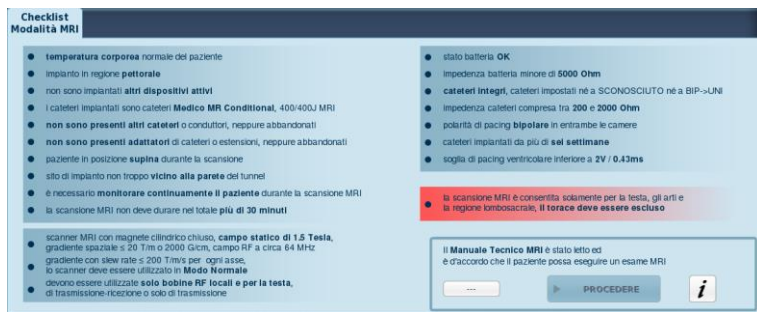 Checklist
Modalità MRI
temperatura corporea normale del paziente
impianto in regione pettorale
non sono impiantati altri dispositivi attivi
i cateteri impiantati sono cateteri Medico MR Conditional, 400/400J MRI
non sono presenti altri cateteri o conduttori, neppure abbandonati
non sono presenti adattatori di cateteri o estensioni, neppure abbandonati
paziente in posizione supina durante la scansione
sito di impianto non troppo vicino alla parete del tunnel
è necessario monitorare continuamente il paziente durante la scansione MRI
la scansione MRI non deve durare nel totale più di 30 minuti
scanner MRI con magnete cilindrico chiuso, campo statico di 1.5 Tesla,
gradiente spaziale ≤ 20 T/m o 2000 G/cm, campo RF a circa 64 MHz
gradiente con slew rate ≤ 200 T/m/s per ogni asse,
lo scanner deve essere utilizzato in Modo Normale
devono essere utilizzate solo bobine RF locali e per la testa,
di trasmissione-ricezione o solo di trasmissione
stato batteria OK
impedenza batteria minore di 5000 Ohm
cateteri integri, cateteri impostati né a SCONOSCIUTO né a BIP->UNI
impedenza cateteri compresa tra 200 e 2000 Ohm
polarità di pacing bipolare in entrambe le camere
cateteri impiantati da più di sei settimane
soglia di pacing ventricolare inferiore a 2V / 0.43ms
la scansione MRI è consentita solamente per la testa, gli arti e
la regione lombosacrale, il torace deve essere escluso
Il Manuale Tecnico MRI è stato letto ed
è d'accordo che il paziente possa eseguire un esame MRI
---
PROCEDERE
i